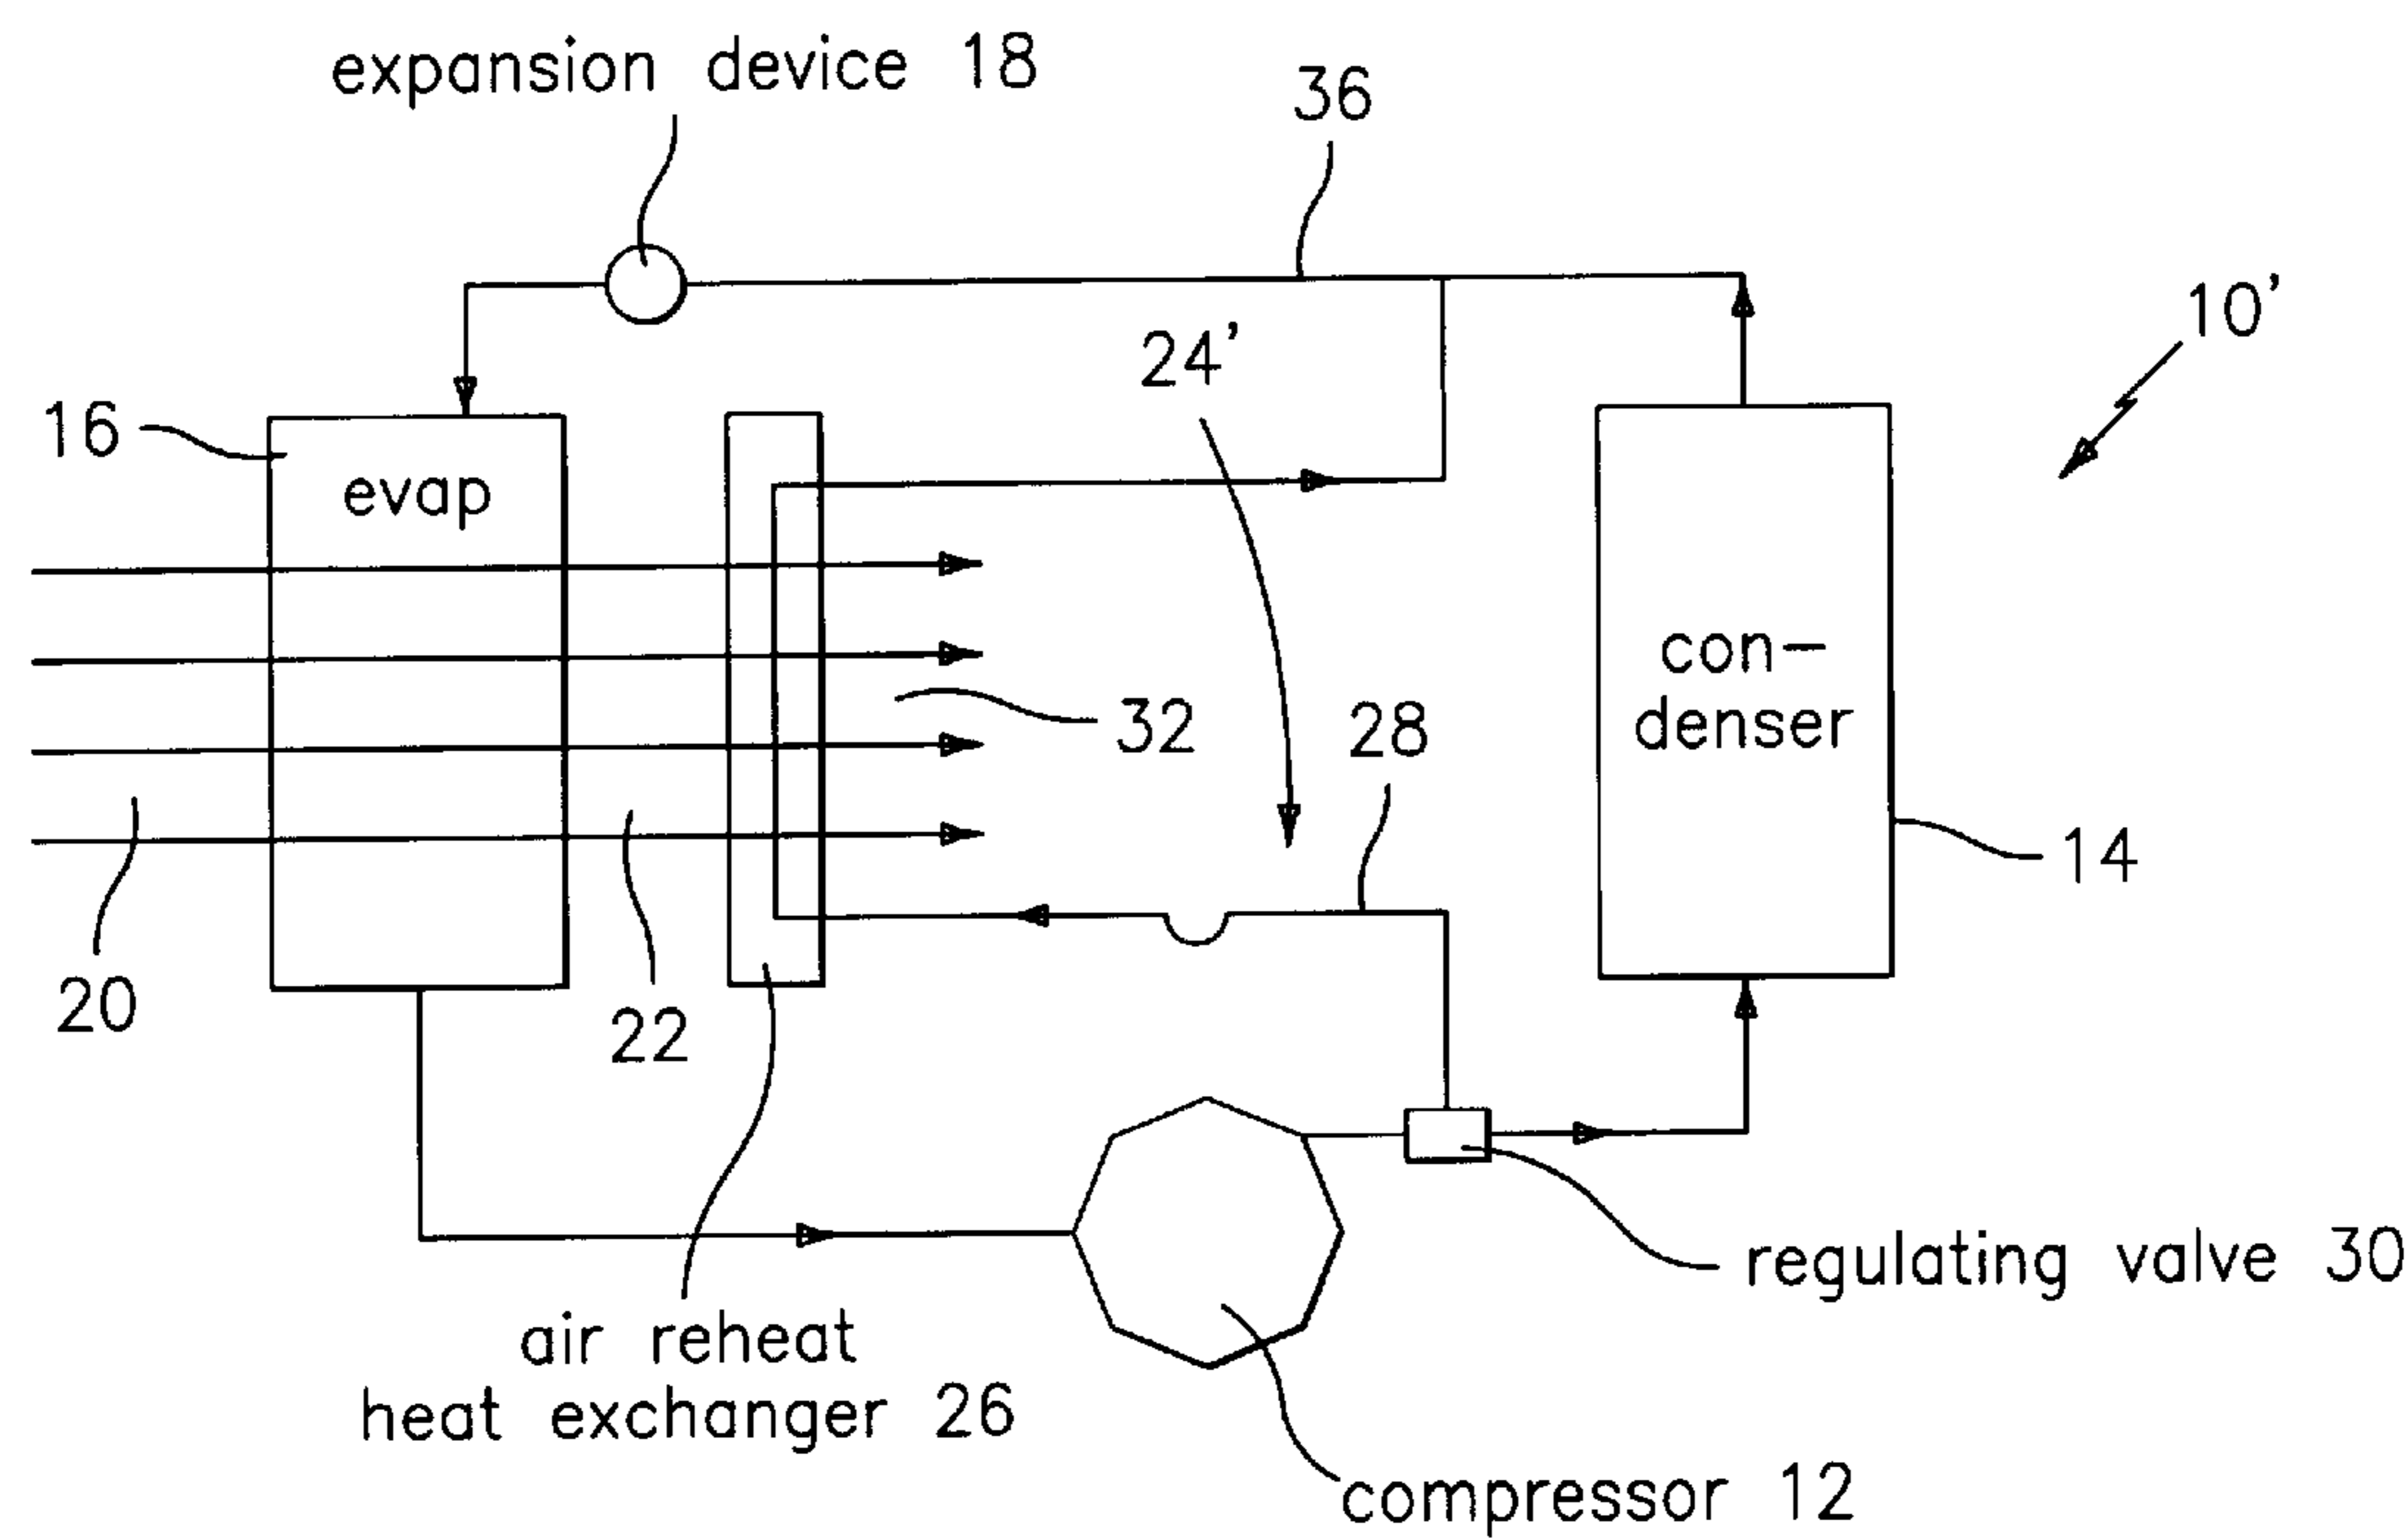 expansion device 18
36
10'
24'
16
evap
con-
denser
32
28
14
20
22
regulating valve 30
air reheat
heat exchanger 26
compressor 12